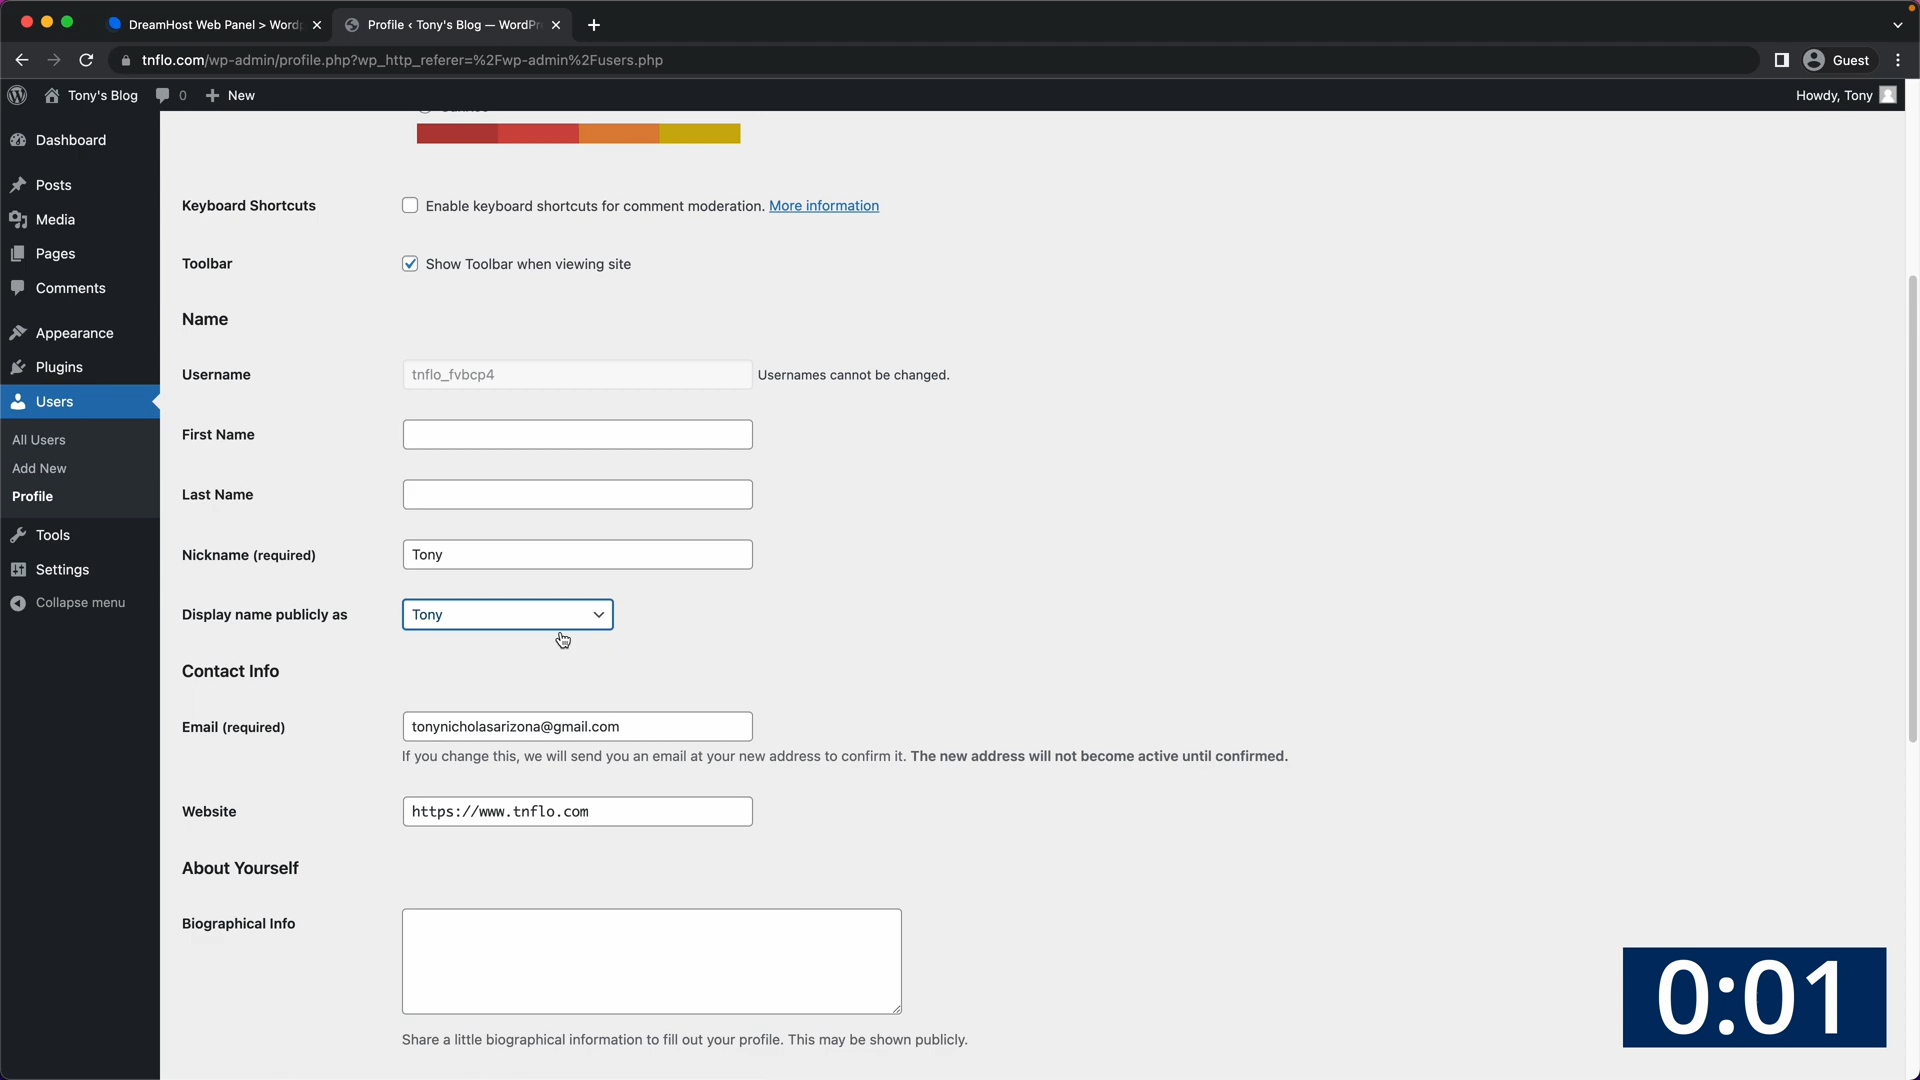 DreamHost Web Panel > Word
Profile ‹ Tony's Blog — WordPr
tnflo.com/wp-admin/profile.php?wp_http_referer=%2Fwp-admin%2Fusers.php
Guest
Tony's Blog
0
New
Howdy, Tony
Dashboard
Posts
Media
Pages
Comments
Appearance
Plugins
Users
All Users
Add New
Profile
Tools
Settings
Collapse menu
Keyboard Shortcuts
Enable keyboard shortcuts for comment moderation. More information
Toolbar
Show Toolbar when viewing site
Name
Username
tnflo_fvbcp4
Usernames cannot be changed.
First Name
Last Name
Nickname (required)
Tony
Display name publicly as
Tony
Contact Info
Email (required)
tonynicholasarizona@gmail.com
If you change this, we will send you an email at your new address to confirm it. The new address will not become active until confirmed.
Website
https://www.tnflo.com
About Yourself
Biographical Info
Share a little biographical information to fill out your profile. This may be shown publicly.
0:01